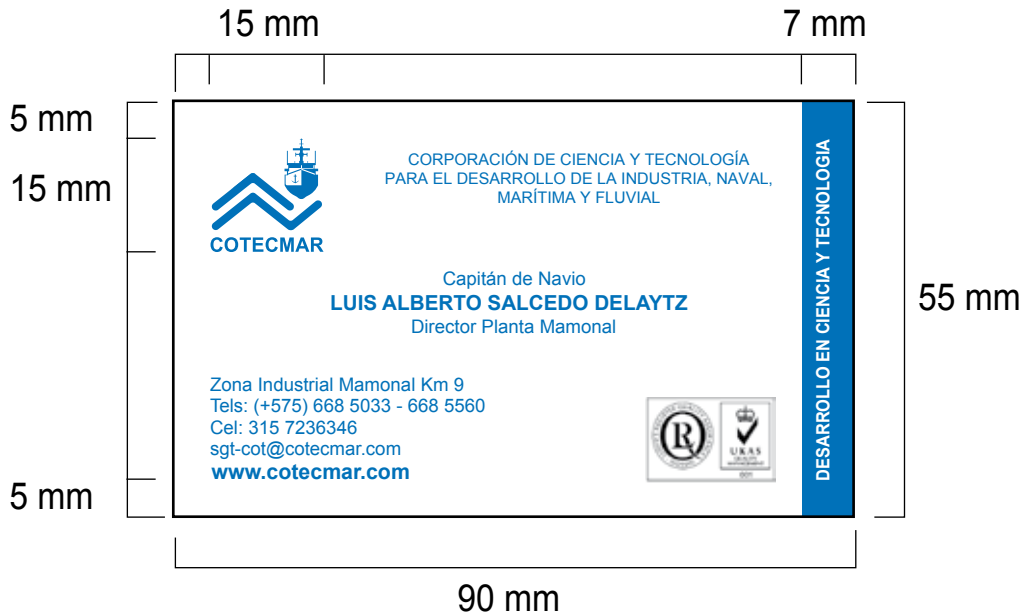 15 mm
7 mm
5 mm
15 mm
COTECMAR
CORPORACIÓN DE CIENCIA Y TECNOLOGÍA
PARA EL DESARROLLO DE LA INDUSTRIA, NAVAL,
MARÍTIMA Y FLUVIAL
Capitán de Navio
LUIS ALBERTO SALCEDO DELAYTZ
Director Planta Mamonal
Zona Industrial Mamonal Km 9
Tels: (+575) 668 5033 - 668 5560
Cel: 315 7236346
sgt-cot@cotecmar.com
www.cotecmar.com
UKAS
QUALITY
MANAGEMENT
001
DESARROLLO EN CIENCIA Y TECNOLOGIA
55 mm
5 mm
90 mm